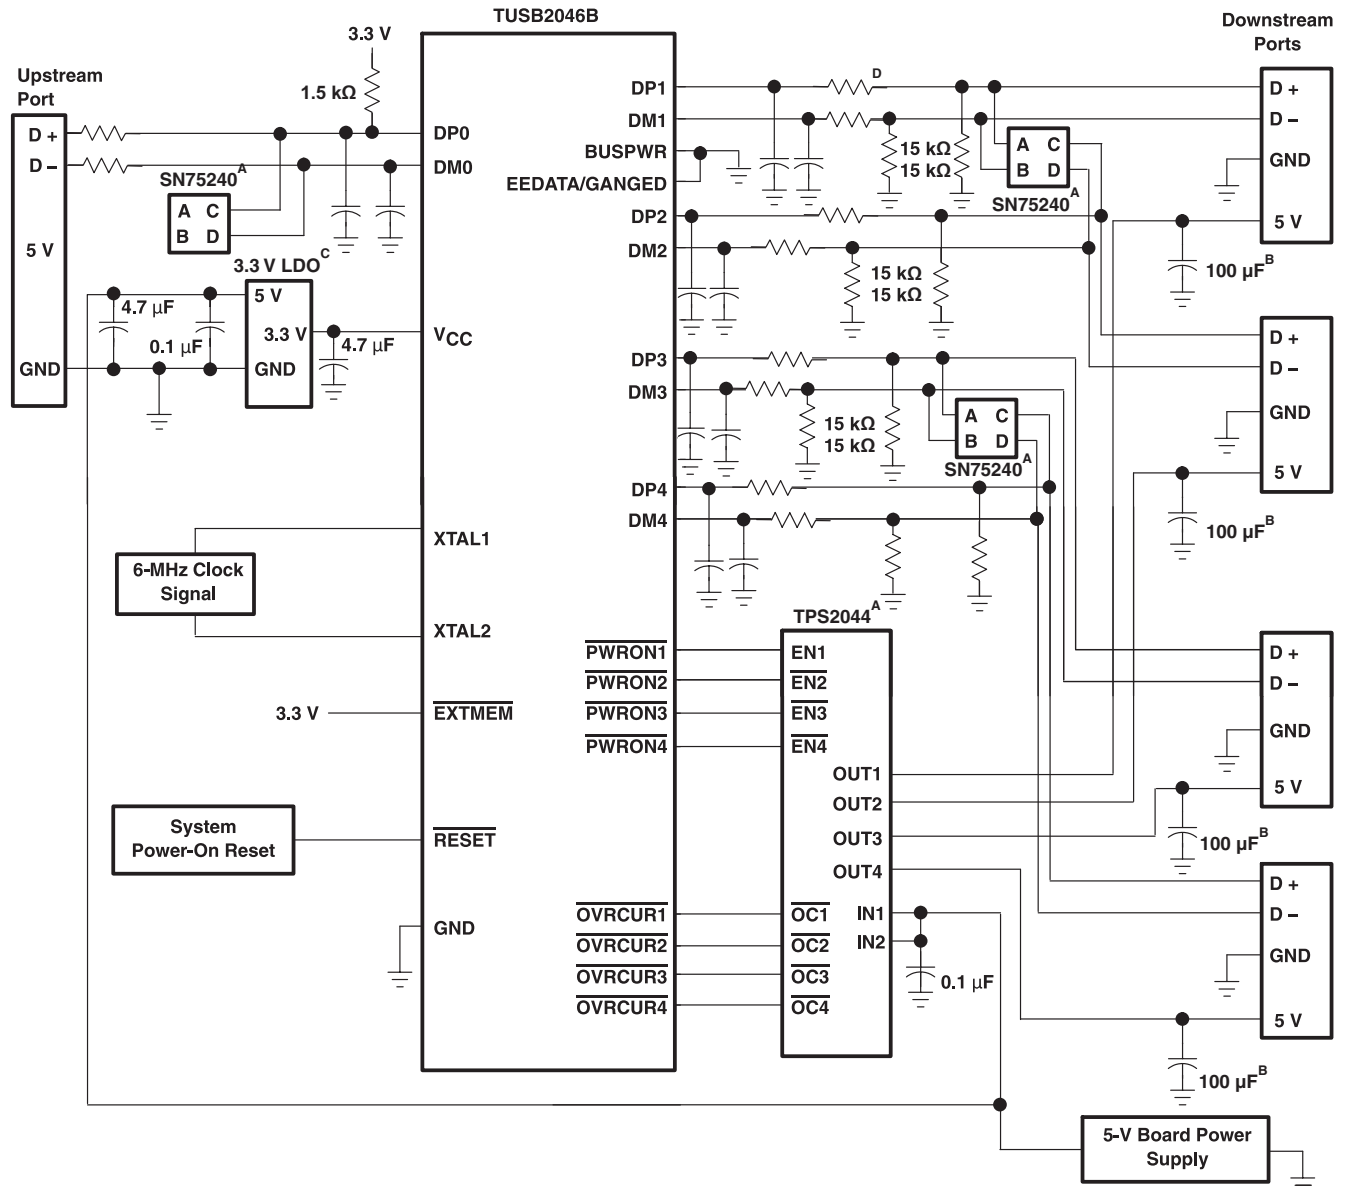 TUSB2046B
Downstream
Ports
3.3 V
Upstream
Port
1.5 kΩ
D +
D –
5 V
GND
SN75240A
A C
B D
3.3 V LDOC
5 V
3.3 V
GND
4.7 µF
0.1 µF
4.7 µF
DP0
DM0
VCC
XTAL1
6-MHz Clock
Signal
XTAL2
3.3 V
EXTMEM
System
Power-On Reset
RESET
GND
DP1
DM1
BUSPWR
EEDATA/GANGED
DP2
DM2
DP3
DM3
DP4
DM4
PWRON1
PWRON2
PWRON3
PWRON4
OVRCUR1
OVRCUR2
OVRCUR3
OVRCUR4
D
15 kΩ
15 kΩ
A C
B D
SN75240A
15 kΩ
15 kΩ
15 kΩ
15 kΩ
A C
B D
SN75240A
TPS2044A
EN1
EN2
EN3
EN4
OUT1
OUT2
OUT3
OUT4
OC1
OC2
OC3
OC4
IN1
IN2
0.1 µF
D +
D –
GND
5 V
100 µFB
D +
D –
GND
5 V
100 µFB
D +
D –
GND
5 V
100 µFB
D +
D –
GND
5 V
100 µFB
5-V Board Power
Supply